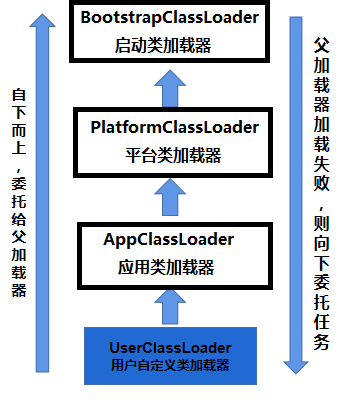 BootstrapClassLoader
启动类加载器
PlatformClassLoader
平台类加载器
AppClassLoader
应用类加载器
UserClassLoader
用户自定义类加载器
自下而上，委托给父加载器
父加载器加载失败，则向下委托任务